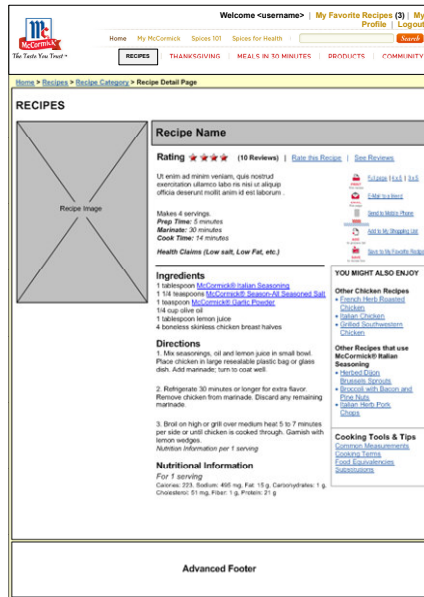 Welcome <username> | My Favorite Recipes (3) | My
Profile | Logout
McCormick
The Taste You Trust
Home My McCormick Spices 101 Spices for Health Search
RECIPES THANKSGIVING MEALS IN 30 MINUTES PRODUCTS COMMUNITY
Home > Recipes > Recipe Category > Recipe Detail Page
RECIPES
Recipe Image
Recipe Name
Rating (10 Reviews) | Rate this Recipe | See Reviews
Ut enim ad minim veniam, quis nostrud
exercitation ullamco labo ris nisi ut aliquip
officia deserunt mollit anim id est laborum .
Makes 4 servings.
Prep Time: 5 minutes
Marinate: 30 minutes
Cook Time: 14 minutes
Health Claims (Low salt, Low Fat, etc.)
Full page | 4 x 6 | 3 x 5
E-Mail to a friend
Send to Mobile Phone
Add to My Shopping List
Save to My Favorite Recipes
Ingredients
1 tablespoon McCormick® Italian Seasoning
1 1/4 teaspoons McCormick® Season-All Seasoned Salt
1 teaspoon McCormick® Garlic Powder
1/4 cup olive oil
1 tablespoon lemon juice
4 boneless skinless chicken breast halves
Directions
1. Mix seasonings, oil and lemon juice in small bowl.
Place chicken in large resealable plastic bag or glass
dish. Add marinade; turn to coat well.
2. Refrigerate 30 minutes or longer for extra flavor.
Remove chicken from marinade. Discard any remaining
marinade.
3. Broil on high or grill over medium heat 5 to 7 minutes
per side or until chicken is cooked through. Garnish with
lemon wedges.
Nutrition Information per 1 serving
Nutritional Information
For 1 serving
Calories: 223, Sodium: 495 mg, Fat: 15 g, Carbohydrates: 1 g,
Cholesterol: 51 mg, Fiber: 1 g, Protein: 21 g
YOU MIGHT ALSO ENJOY
Other Chicken Recipes
French Herb Roasted
Chicken
Italian Chicken
Grilled Southwestern
Chicken
Other Recipes that use
McCormick® Italian
Seasoning
Herbed Dijon
Brussels Sprouts
Broccoli with Bacon and
Pine Nuts
Italian Herb Pork
Chops
Cooking Tools & Tips
Common Measurements
Cooking Terms
Food Equivalencies
Substitutions
Advanced Footer